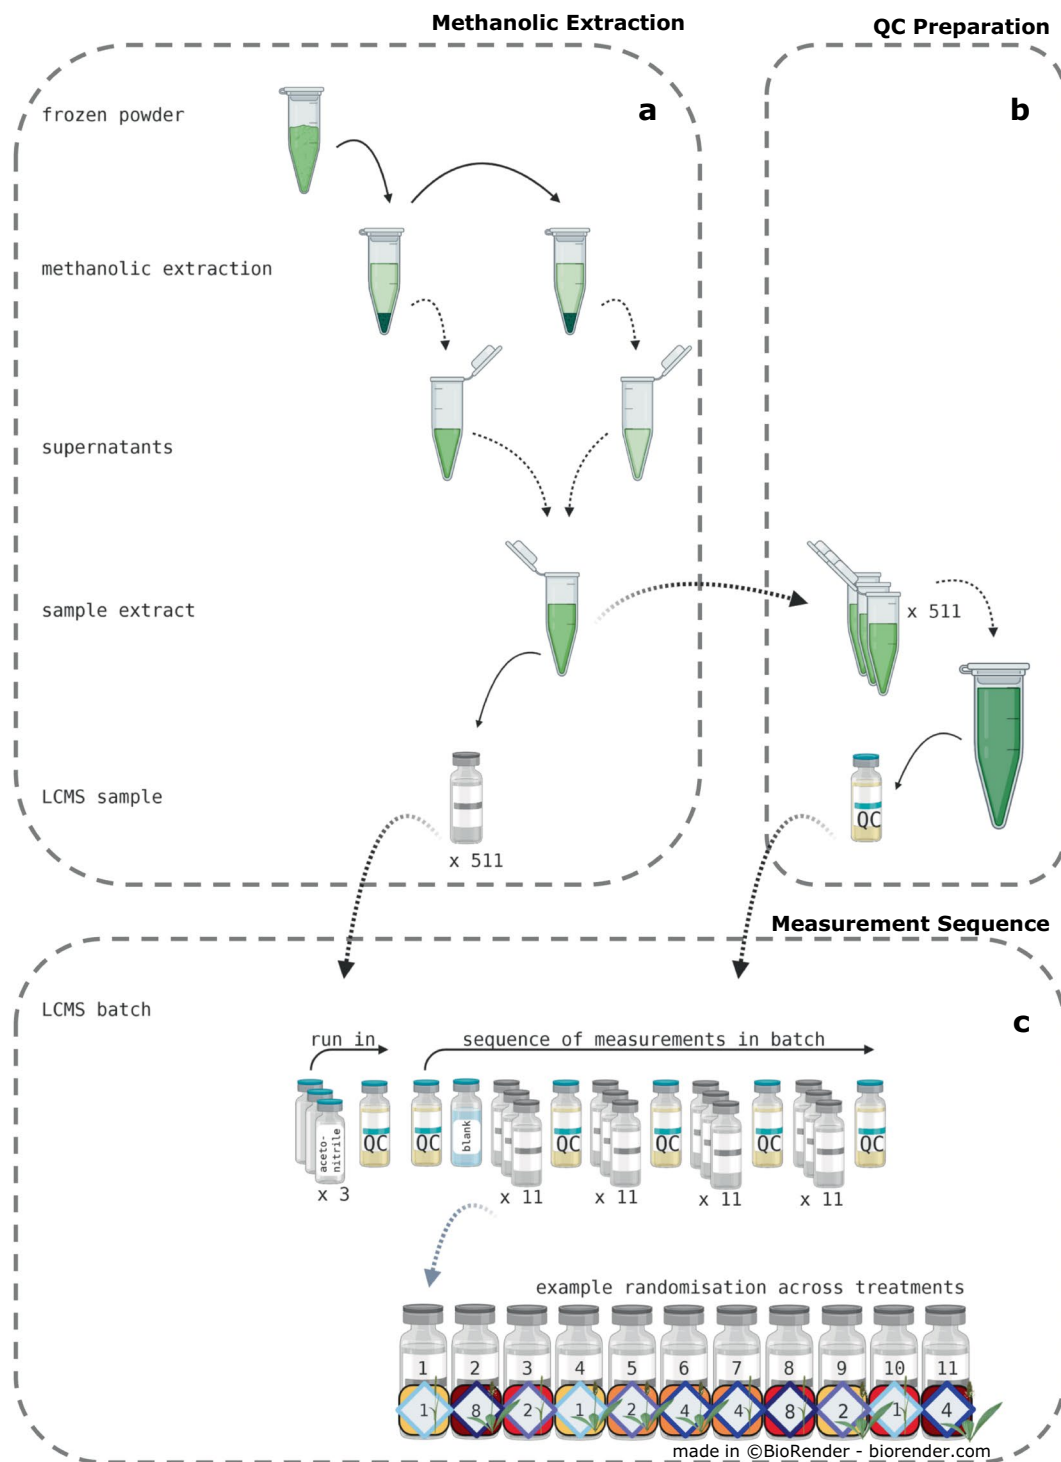 Methanolic Extraction
QC Preparation
frozen powder
a
b
methanolic extraction
supernatants
sample extract
x 511
LCMS sample
QC
x 511
Measurement Sequence
LCMS batch
c
run in
sequence of measurements in batch
aceto-
nitrile
QC
QC
blank
QC
QC
QC
QC
x 3
x 11
x 11
x 11
x 11
example randomisation across treatments
1 2 3 4 5 6 7 8 9 10 11
1 8 2 1 2 4 4 8 2 1 4
made in ©BioRender - biorender.com